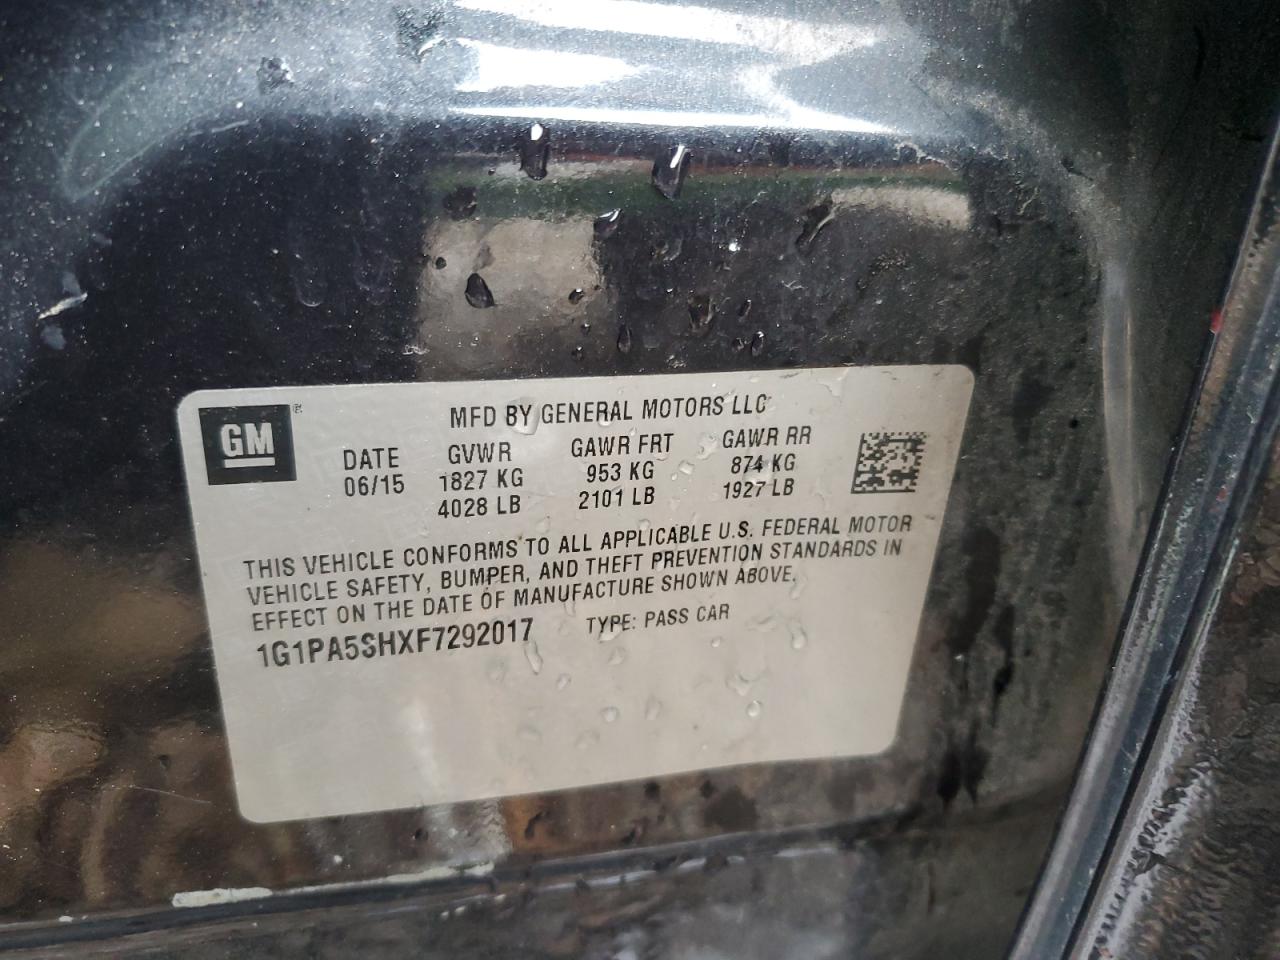 GM
MFD BY GENERAL MOTORS LLC
DATE GVWR GAWR FRT GAWR RR
06/15 1827 KG 953 KG 874 KG
4028 LB 2101 LB 1927 LB
THIS VEHICLE CONFORMS TO ALL APPLICABLE U.S. FEDERAL MOTOR
VEHICLE SAFETY, BUMPER, AND THEFT PREVENTION STANDARDS IN
EFFECT ON THE DATE OF MANUFACTURE SHOWN ABOVE.
1G1PA5SHXF7292017 TYPE: PASS CAR